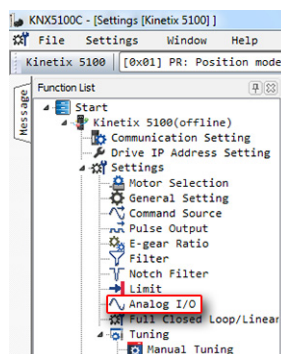 KNX5100C - [Settings [Kinetix 5100] ]
File Settings Window Help
Kinetix 5100 [0x01] PR: Position mode
Message
Function List
Start
Kinetix 5100(offline)
Communication Setting
Drive IP Address Setting
Settings
Motor Selection
General Setting
Command Source
Pulse Output
E-gear Ratio
Filter
Notch Filter
Limit
Analog I/O
Full Closed Loop/Linear
Tuning
Manual Tuning